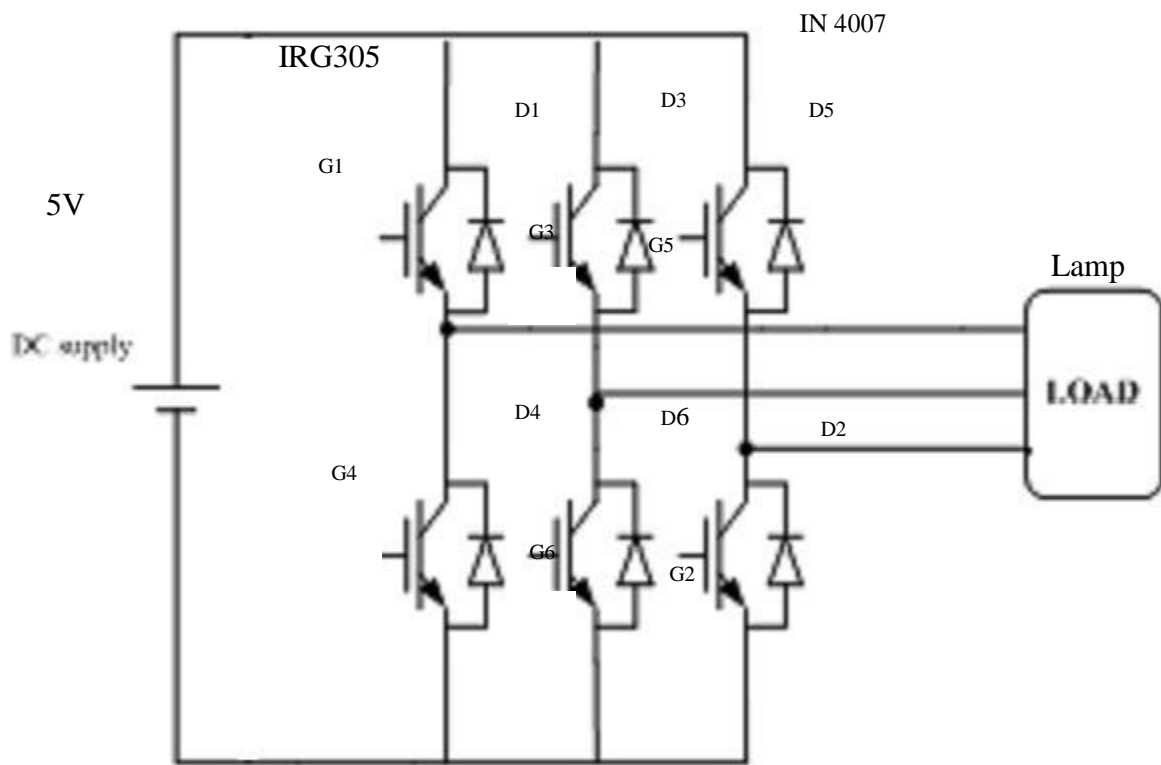 IN 4007
IRG305
D1
D3
D5
G1
5V
G3
G5
Lamp
DC supply
LOAD
D4
D6
D2
G4
G6
G2